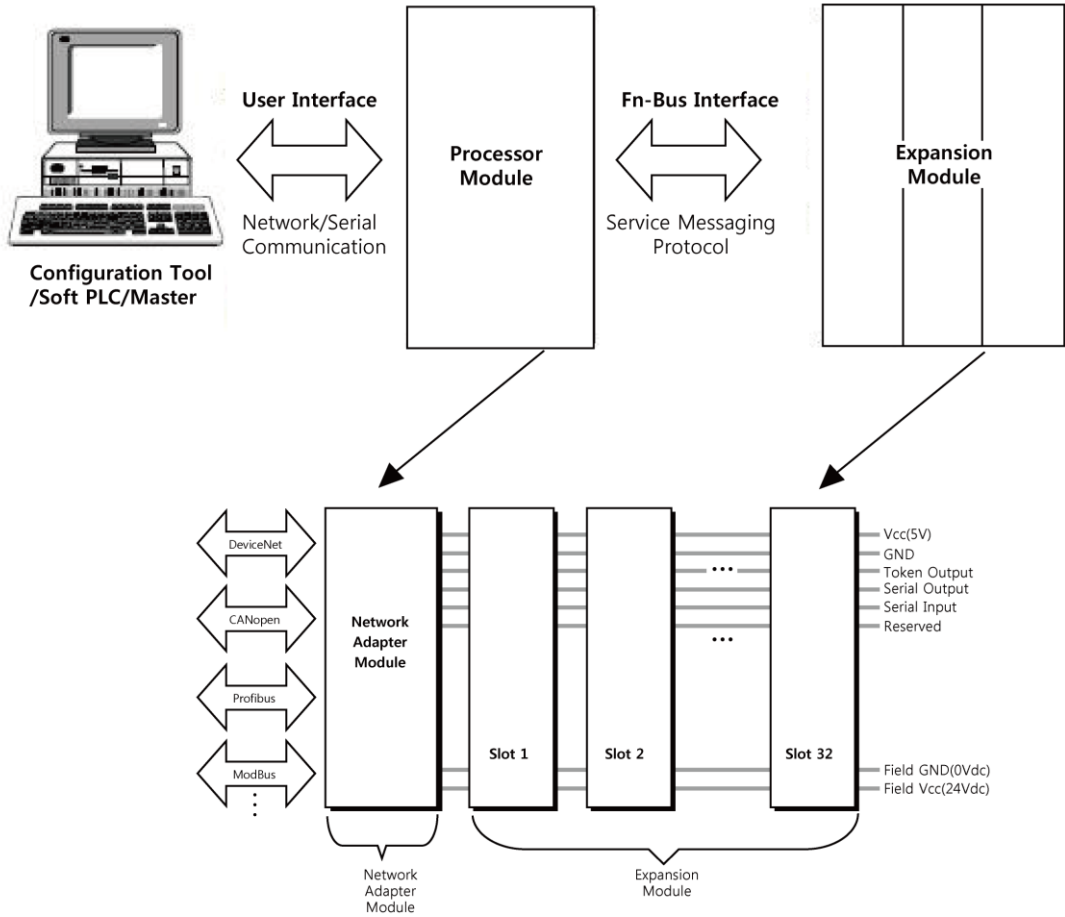 User Interface
Network/Serial
Communication
Configuration Tool
/Soft PLC/Master
Processor
Module
Fn-Bus Interface
Service Messaging
Protocol
Expansion
Module
DeviceNet
CANopen
Profibus
ModBus
Network
Adapter
Module
Slot 1
Slot 2
Slot 32
Vcc(5V)
GND
Token Output
Serial Output
Serial Input
Reserved
Field GND(0Vdc)
Field Vcc(24Vdc)
Network
Adapter
Module
Expansion
Module